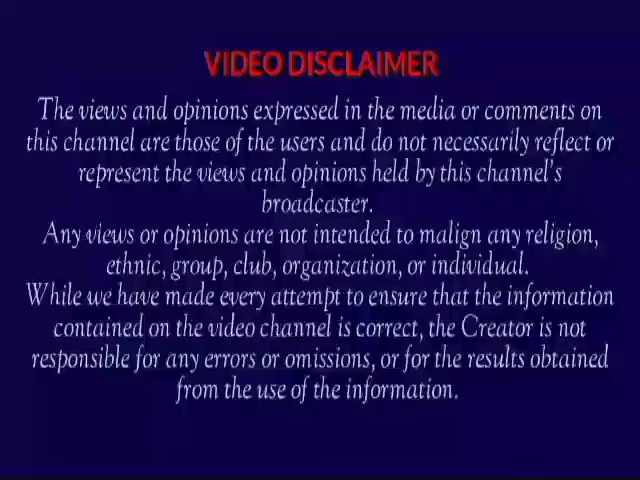 VIDEO DISCLAIMER
The views and opinions expressed in the media or comments on
this channel are those of the users and do not necessarily reflect or
represent the views and opinions held by this channel's
broadcaster.
Any views or opinions are not intended to malign any religion,
ethnic, group, club, organization, or individual.
While we have made every attempt to ensure that the information
contained on the video channel is correct, the Creator is not
responsible for any errors or omissions, or for the results obtained
from the use of the information.